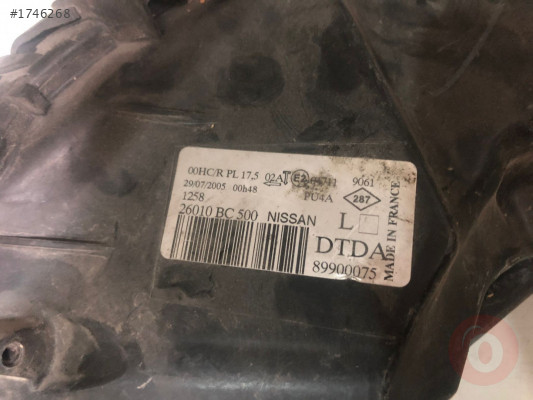 #1746268
00HC/R PL 17,5 02A E2 9061
29/07/2005 00h48 PU4A 287
1258
26010 BC 500 NISSAN L
DTDA
89900075
MADE IN FRANCE